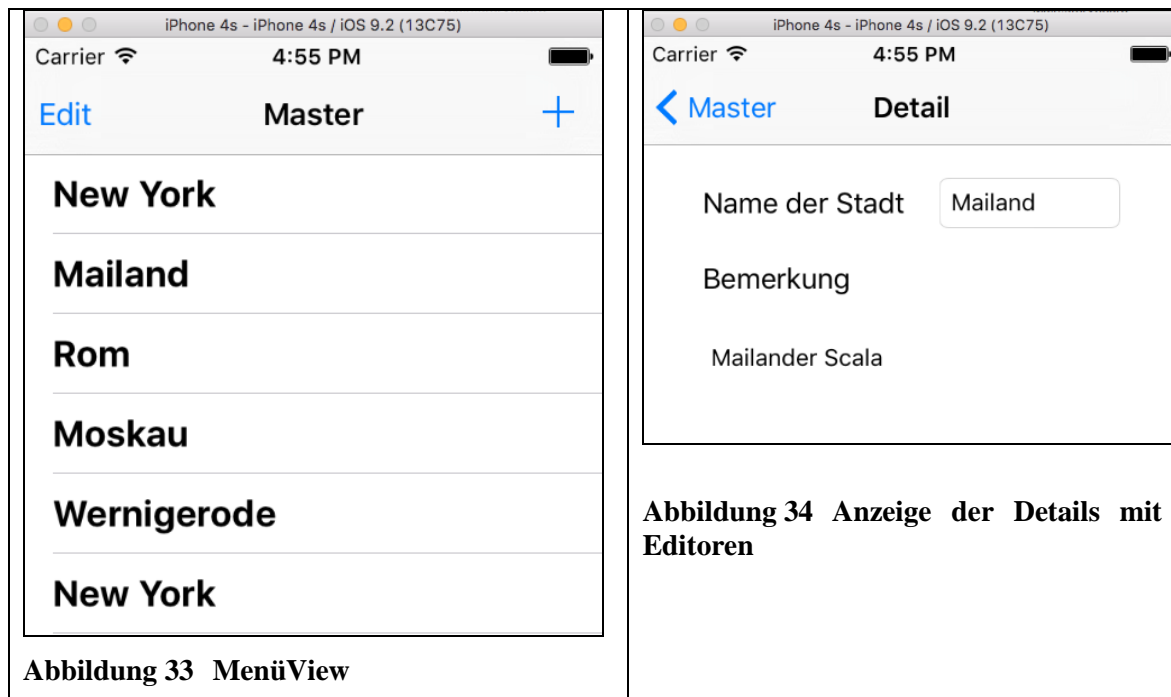 iPhone 4s - iPhone 4s / iOS 9.2 (13C75)
Carrier 4:55 PM
Edit Master +
New York
Mailand
Rom
Moskau
Wernigerode
New York
Abbildung 33 MenüView
iPhone 4s - iPhone 4s / iOS 9.2 (13C75)
Carrier 4:55 PM
Master Detail
Name der Stadt Mailand
Bemerkung
Mailander Scala
Abbildung 34 Anzeige der Details mit
Editoren